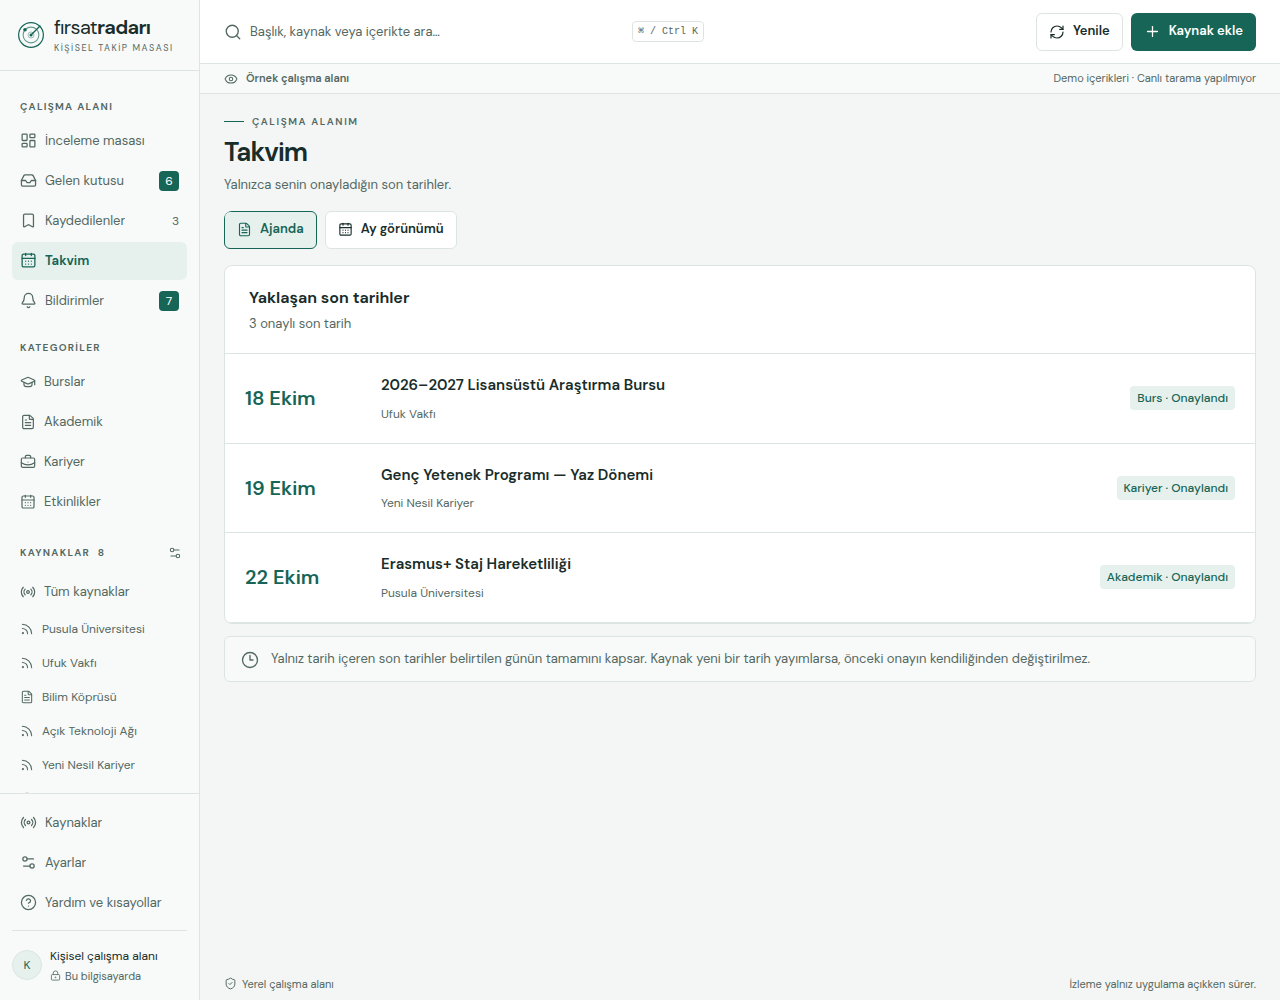 fırsatradarı
KİŞİSEL TAKİP MASASI
ÇALIŞMA ALANI
İnceleme masası
Gelen kutusu 6
Kaydedilenler 3
Takvim
Bildirimler 7
KATEGORİLER
Burslar
Akademik
Kariyer
Etkinlikler
KAYNAKLAR 8
Tüm kaynaklar
Pusula Üniversitesi
Ufuk Vakfı
Bilim Köprüsü
Açık Teknoloji Ağı
Yeni Nesil Kariyer
Kaynaklar
Ayarlar
Yardım ve kısayollar
K
Kişisel çalışma alanı
Bu bilgisayarda
Başlık, kaynak veya içerikte ara... ⌘ / Ctrl K
Yenile
Kaynak ekle
Örnek çalışma alanı
Demo içerikleri · Canlı tarama yapılmıyor
ÇALIŞMA ALANIM
Takvim
Yalnızca senin onayladığın son tarihler.
Ajanda
Ay görünümü
Yaklaşan son tarihler
3 onaylı son tarih
18 Ekim
2026–2027 Lisansüstü Araştırma Bursu
Ufuk Vakfı
Burs · Onaylandı
19 Ekim
Genç Yetenek Programı — Yaz Dönemi
Yeni Nesil Kariyer
Kariyer · Onaylandı
22 Ekim
Erasmus+ Staj Hareketliliği
Pusula Üniversitesi
Akademik · Onaylandı
Yalnız tarih içeren son tarihler belirtilen günün tamamını kapsar. Kaynak yeni bir tarih yayımlarsa, önceki onayın kendiliğinden değiştirilmez.
Yerel çalışma alanı
İzleme yalnız uygulama açıkken sürer.